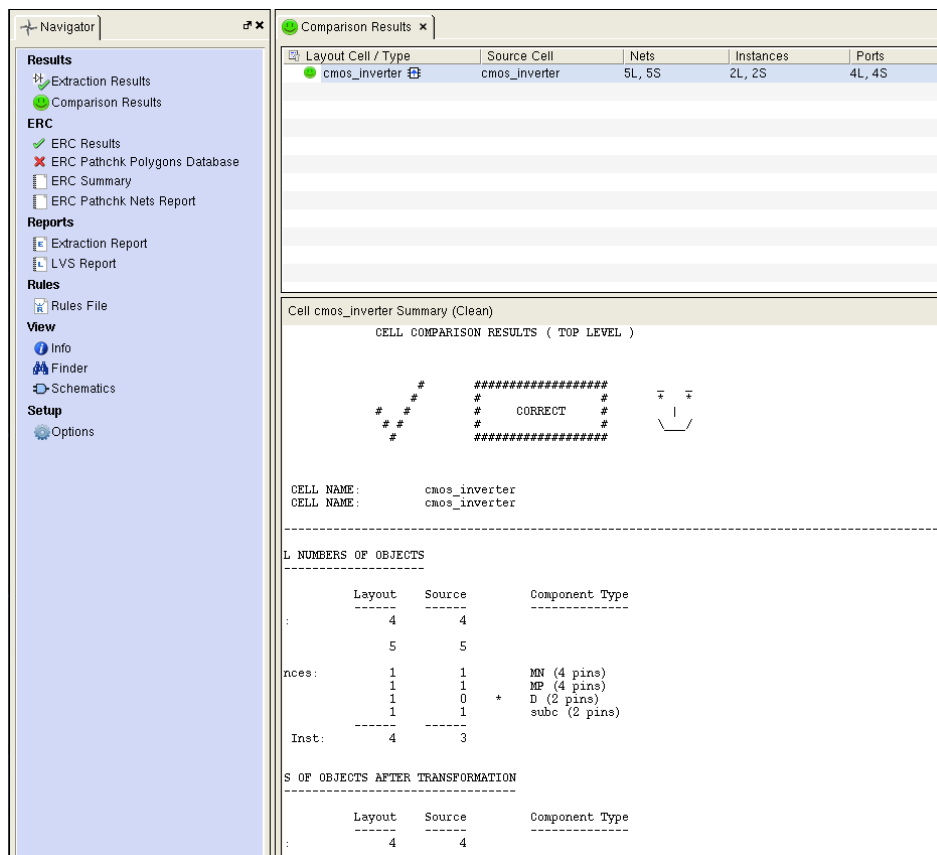 Navigator
Results
Extraction Results
Comparison Results
ERC
ERC Results
ERC Pathchk Polygons Database
ERC Summary
ERC Pathchk Nets Report
Reports
Extraction Report
LVS Report
Rules
Rules File
View
Info
Finder
Schematics
Setup
Options
Comparison Results
Layout Cell / Type Source Cell Nets Instances Ports
cmos_inverter cmos_inverter 5L, 5S 2L, 2S 4L, 4S
Cell cmos_inverter Summary (Clean)
CELL COMPARISON RESULTS ( TOP LEVEL )
# ################### _ _
# # # * *
# # # CORRECT # |
# # # # \___/
# ###################
CELL NAME: cmos_inverter
CELL NAME: cmos_inverter
L NUMBERS OF OBJECTS
Layout Source Component Type
: 4 4
5 5
nces: 1 1 MN (4 pins)
1 1 MP (4 pins)
1 0 * D (2 pins)
1 1 subc (2 pins)
Inst: 4 3
S OF OBJECTS AFTER TRANSFORMATION
Layout Source Component Type
: 4 4